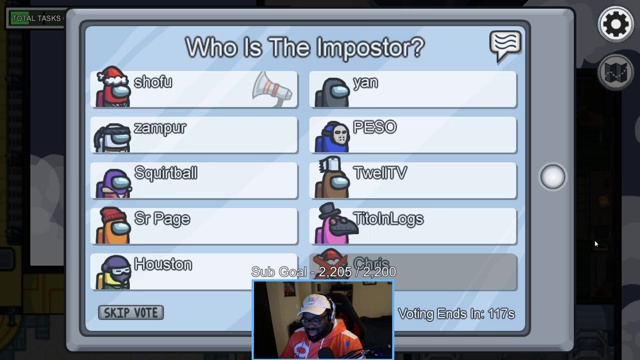 TOTAL TASKS
Who Is The Impostor?
shofu
yan
zampur
PESO
Squirtball
TwellTV
Sr Page
TitoInLogs
Houston
Chris
Sub Goal - 2,205 / 2,200
SKIP VOTE
Voting Ends In: 117s